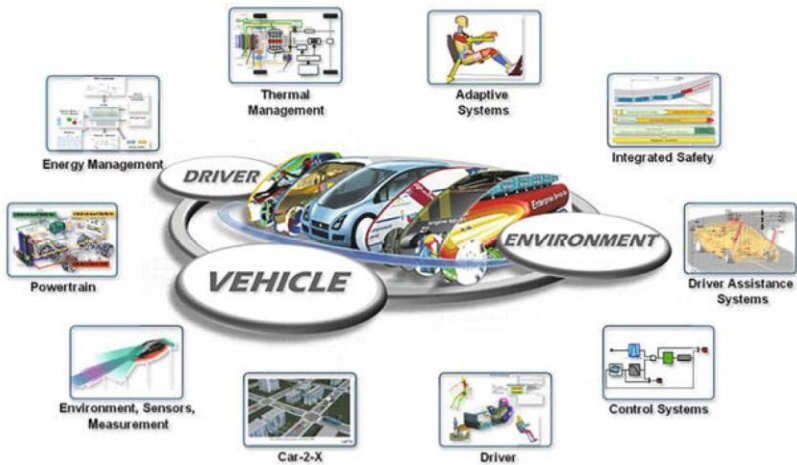 Thermal
Management
Adaptive
Systems
Energy Management
Integrated Safety
DRIVER
ENVIRONMENT
VEHICLE
Powertrain
Driver Assistance
Systems
Environment, Sensors,
Measurement
Car-2-X
Driver
Control Systems